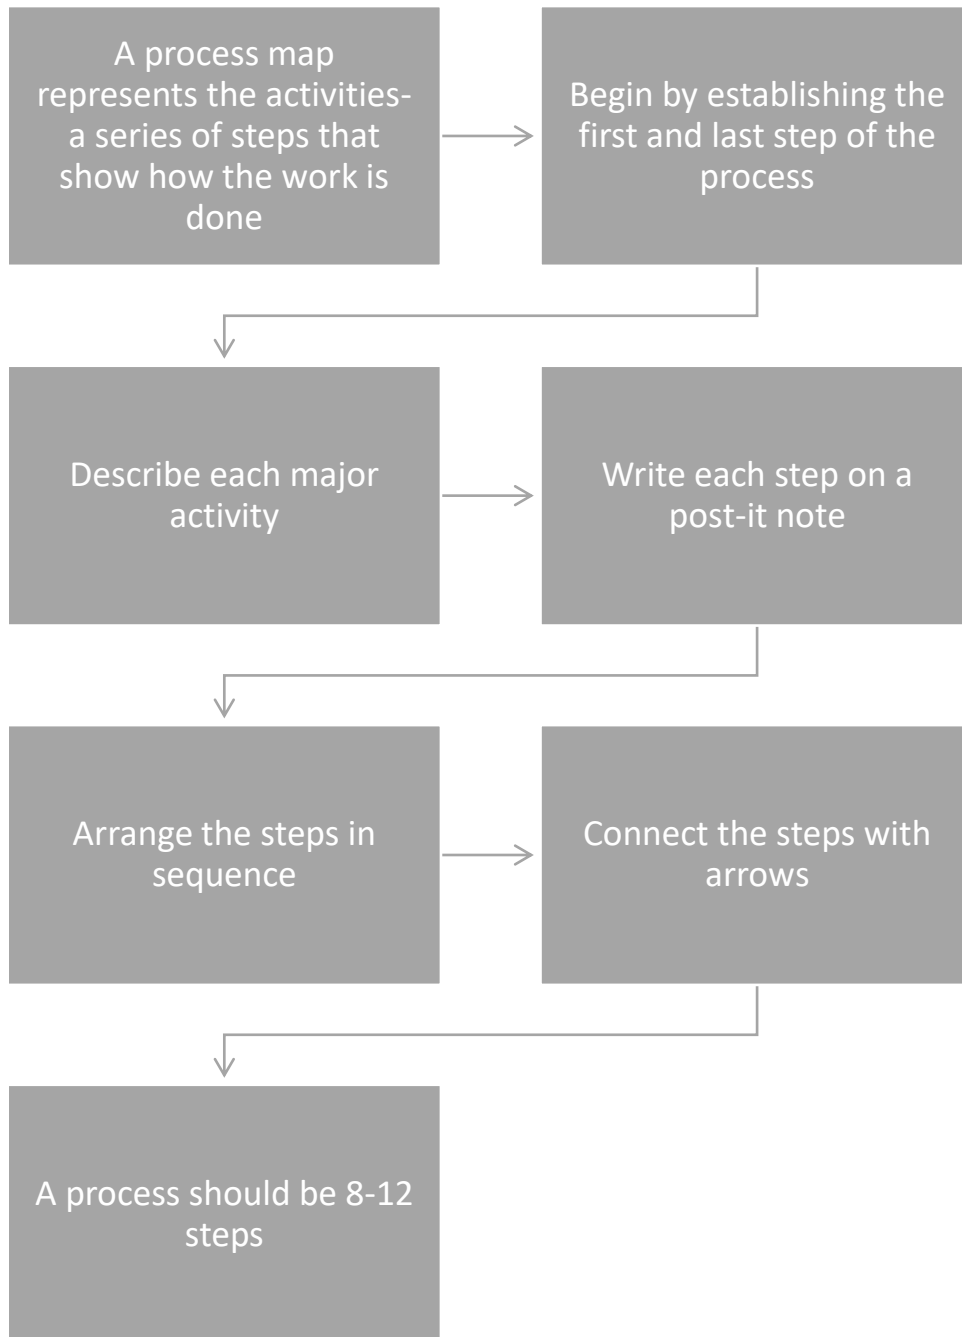 A process map
represents the activities-
a series of steps that
show how the work is
done
Begin by establishing the
first and last step of the
process
Describe each major
activity
Write each step on a
post-it note
Arrange the steps in
sequence
Connect the steps with
arrows
A process should be 8-12
steps